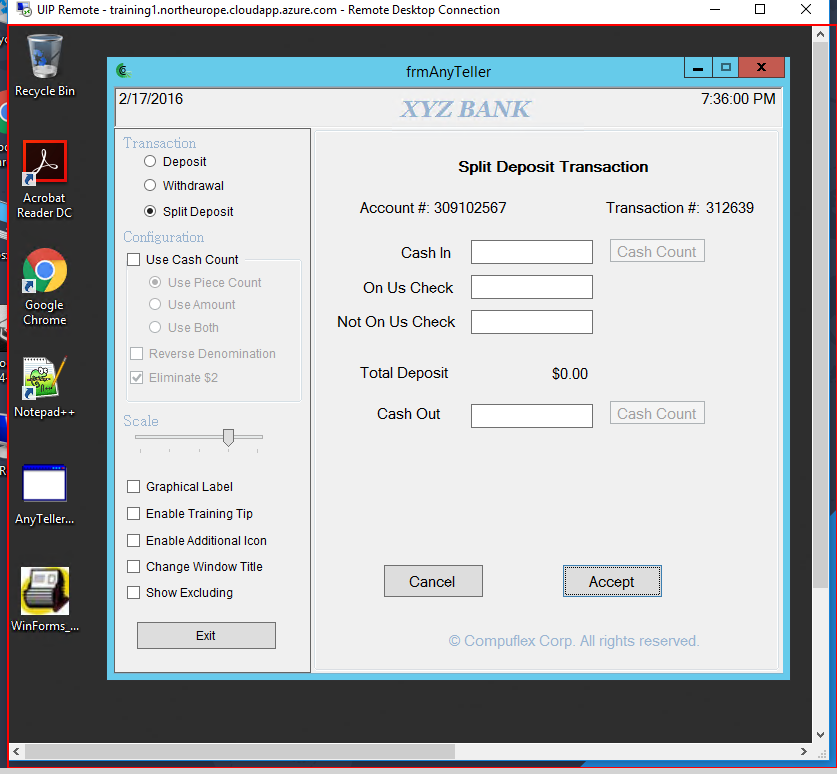 UIP Remote - training1.northeurope.cloudapp.azure.com - Remote Desktop Connection
Recycle Bin
Acrobat
Reader DC
Google
Chrome
Notepad++
AnyTeller...
WinForms_...
frmAnyTeller
2/17/2016
XYZ BANK
7:36:00 PM
Transaction
Deposit
Withdrawal
Split Deposit
Configuration
Use Cash Count
Use Piece Count
Use Amount
Use Both
Reverse Denomination
Eliminate $2
Scale
Graphical Label
Enable Training Tip
Enable Additional Icon
Change Window Title
Show Excluding
Exit
Split Deposit Transaction
Account #: 309102567
Transaction #: 312639
Cash In
Cash Count
On Us Check
Not On Us Check
Total Deposit
$0.00
Cash Out
Cash Count
Cancel
Accept
© Compuflex Corp. All rights reserved.